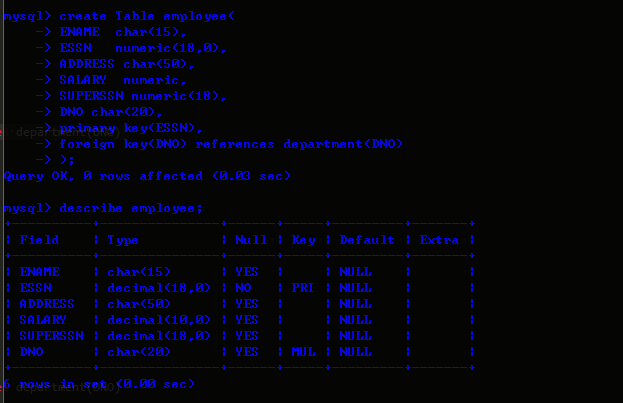 mysql> create Table employee(
    -> ENAME  char(15),
    -> ESSN   numeric(18,0),
    -> ADDRESS char(50),
    -> SALARY  numeric,
    -> SUPERSSN numeric(18),
    -> DNO char(20),
    -> primary key(ESSN),
    -> foreign key(DNO) references department(DNO)
    -> );
Query OK, 0 rows affected (0.03 sec)
mysql> describe employee;
+----------+---------------+------+-----+---------+-------+
| Field    | Type          | Null | Key | Default | Extra |
+----------+---------------+------+-----+---------+-------+
| ENAME    | char(15)      | YES  |     | NULL    |       |
| ESSN     | decimal(18,0) | NO   | PRI | NULL    |       |
| ADDRESS  | char(50)      | YES  |     | NULL    |       |
| SALARY   | decimal(10,0) | YES  |     | NULL    |       |
| SUPERSSN | decimal(18,0) | YES  |     | NULL    |       |
| DNO      | char(20)      | YES  | MUL | NULL    |       |
+----------+---------------+------+-----+---------+-------+
6 rows in set (0.00 sec)